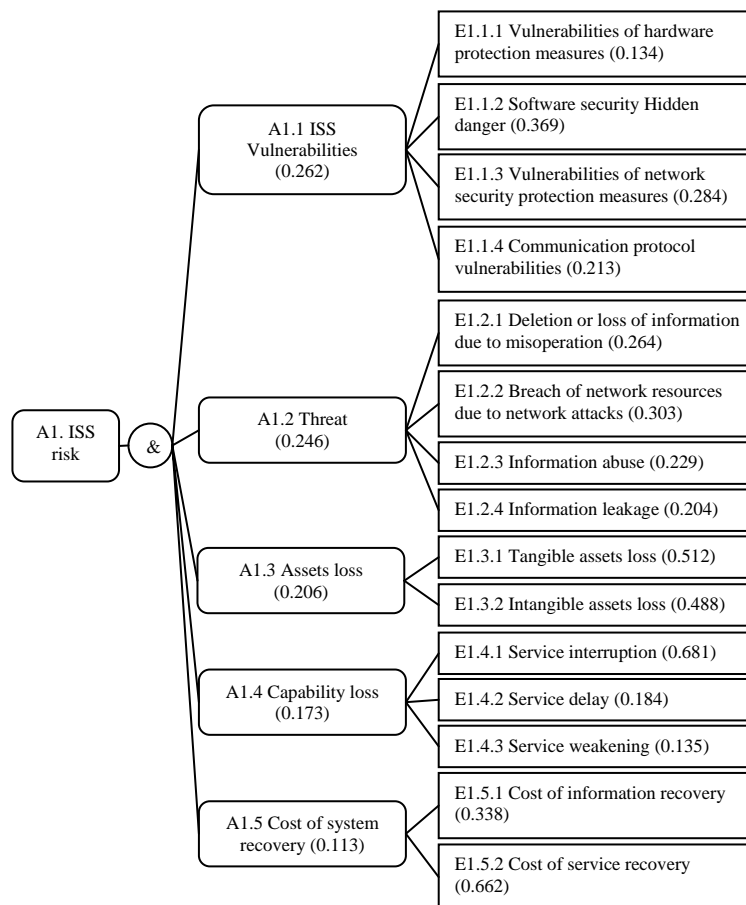 A1. ISS
risk
&
A1.1 ISS
Vulnerabilities
(0.262)
E1.1.1 Vulnerabilities of hardware
protection measures (0.134)
E1.1.2 Software security Hidden
danger (0.369)
E1.1.3 Vulnerabilities of network
security protection measures (0.284)
E1.1.4 Communication protocol
vulnerabilities (0.213)
A1.2 Threat
(0.246)
E1.2.1 Deletion or loss of information
due to misoperation (0.264)
E1.2.2 Breach of network resources
due to network attacks (0.303)
E1.2.3 Information abuse (0.229)
E1.2.4 Information leakage (0.204)
A1.3 Assets loss
(0.206)
E1.3.1 Tangible assets loss (0.512)
E1.3.2 Intangible assets loss (0.488)
A1.4 Capability loss
(0.173)
E1.4.1 Service interruption (0.681)
E1.4.2 Service delay (0.184)
E1.4.3 Service weakening (0.135)
A1.5 Cost of system
recovery (0.113)
E1.5.1 Cost of information recovery
(0.338)
E1.5.2 Cost of service recovery
(0.662)